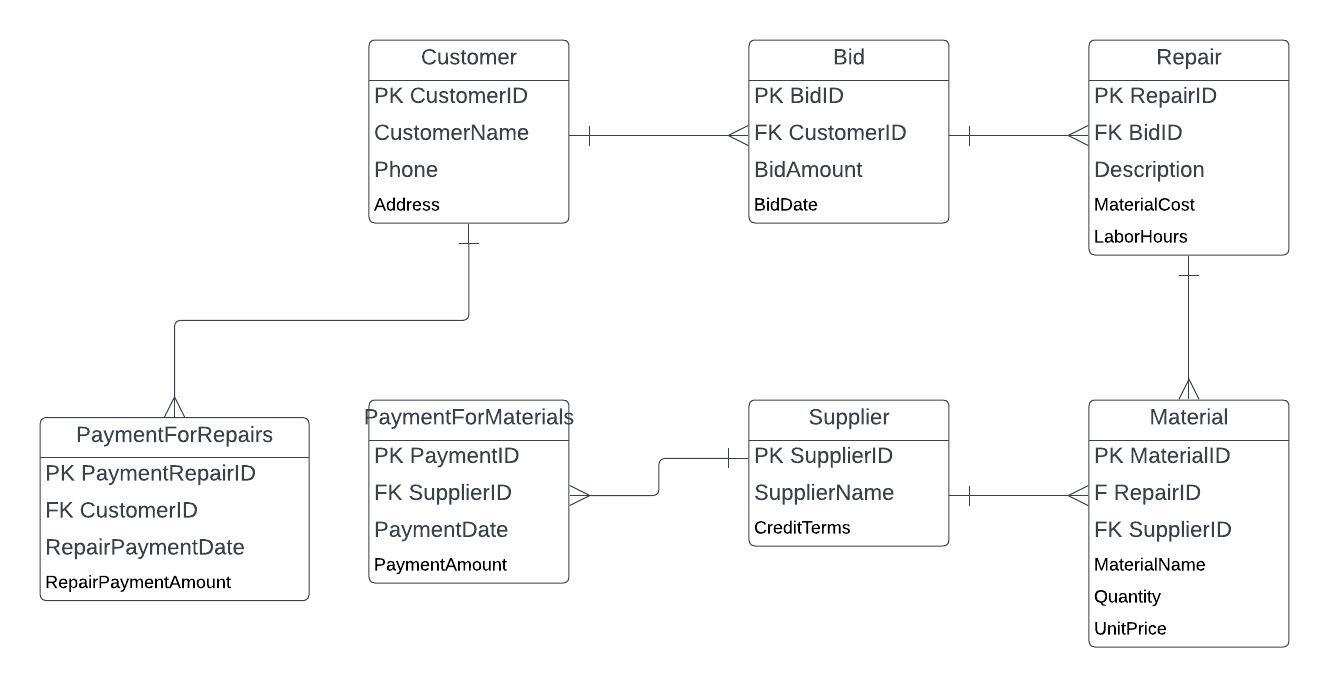 Customer
PK CustomerID
CustomerName
Phone
Address
Bid
PK BidID
FK CustomerID
BidAmount
BidDate
Repair
PK RepairID
FK BidID
Description
MaterialCost
LaborHours
PaymentForRepairs
PK PaymentRepairID
FK CustomerID
RepairPaymentDate
RepairPaymentAmount
PaymentForMaterials
PK PaymentID
FK SupplierID
PaymentDate
PaymentAmount
Supplier
PK SupplierID
SupplierName
CreditTerms
Material
PK MaterialID
F RepairID
FK SupplierID
MaterialName
Quantity
UnitPrice